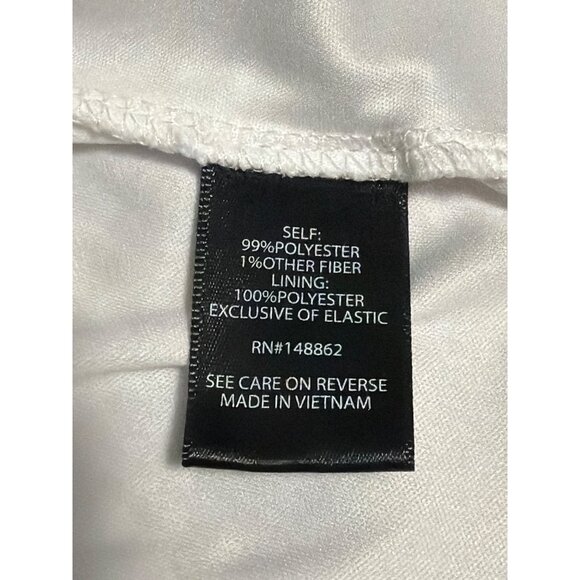 SELF:
99%POLYESTER
1%OTHER FIBER
LINING:
100%POLYESTER
EXCLUSIVE OF ELASTIC
RN#148862
SEE CARE ON REVERSE
MADE IN VIETNAM